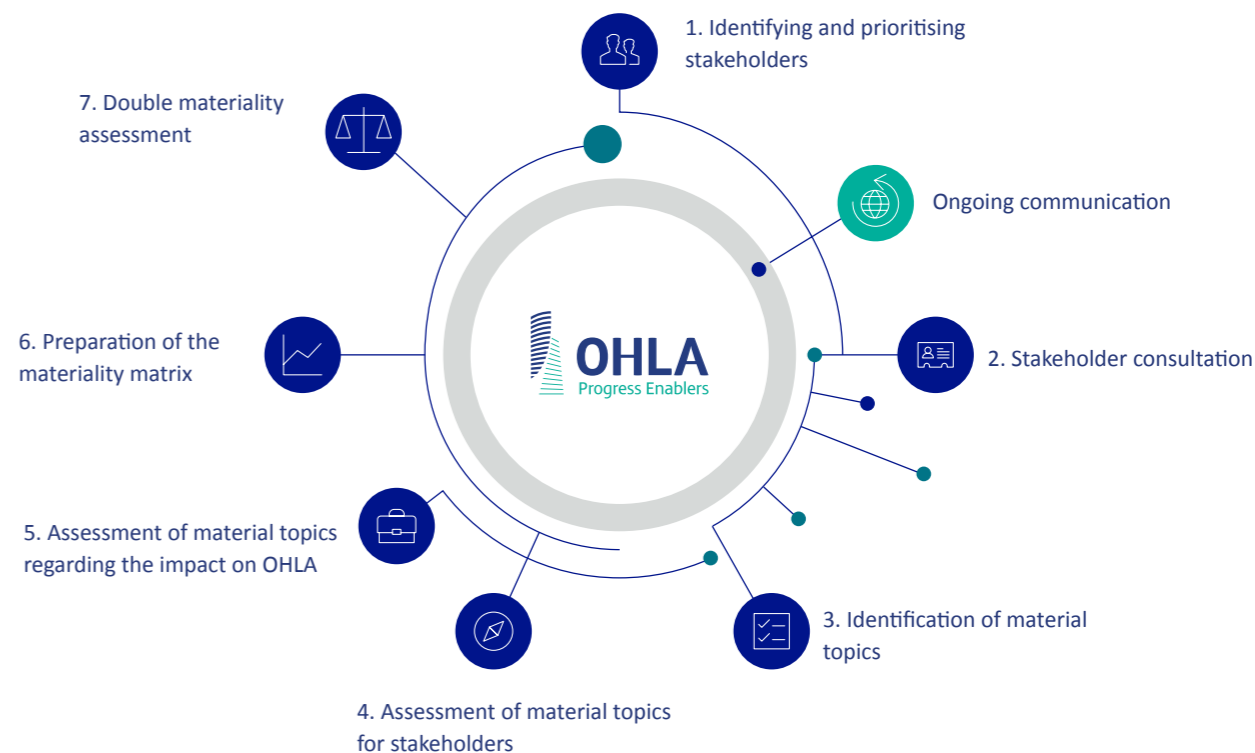 1. Identifying and prioritising
stakeholders
7. Double materiality
assessment
Ongoing communication
OHLA
Progress Enablers
6. Preparation of the
materiality matrix
2. Stakeholder consultation
5. Assessment of material topics
regarding the impact on OHLA
3. Identification of material
topics
4. Assessment of material topics
for stakeholders